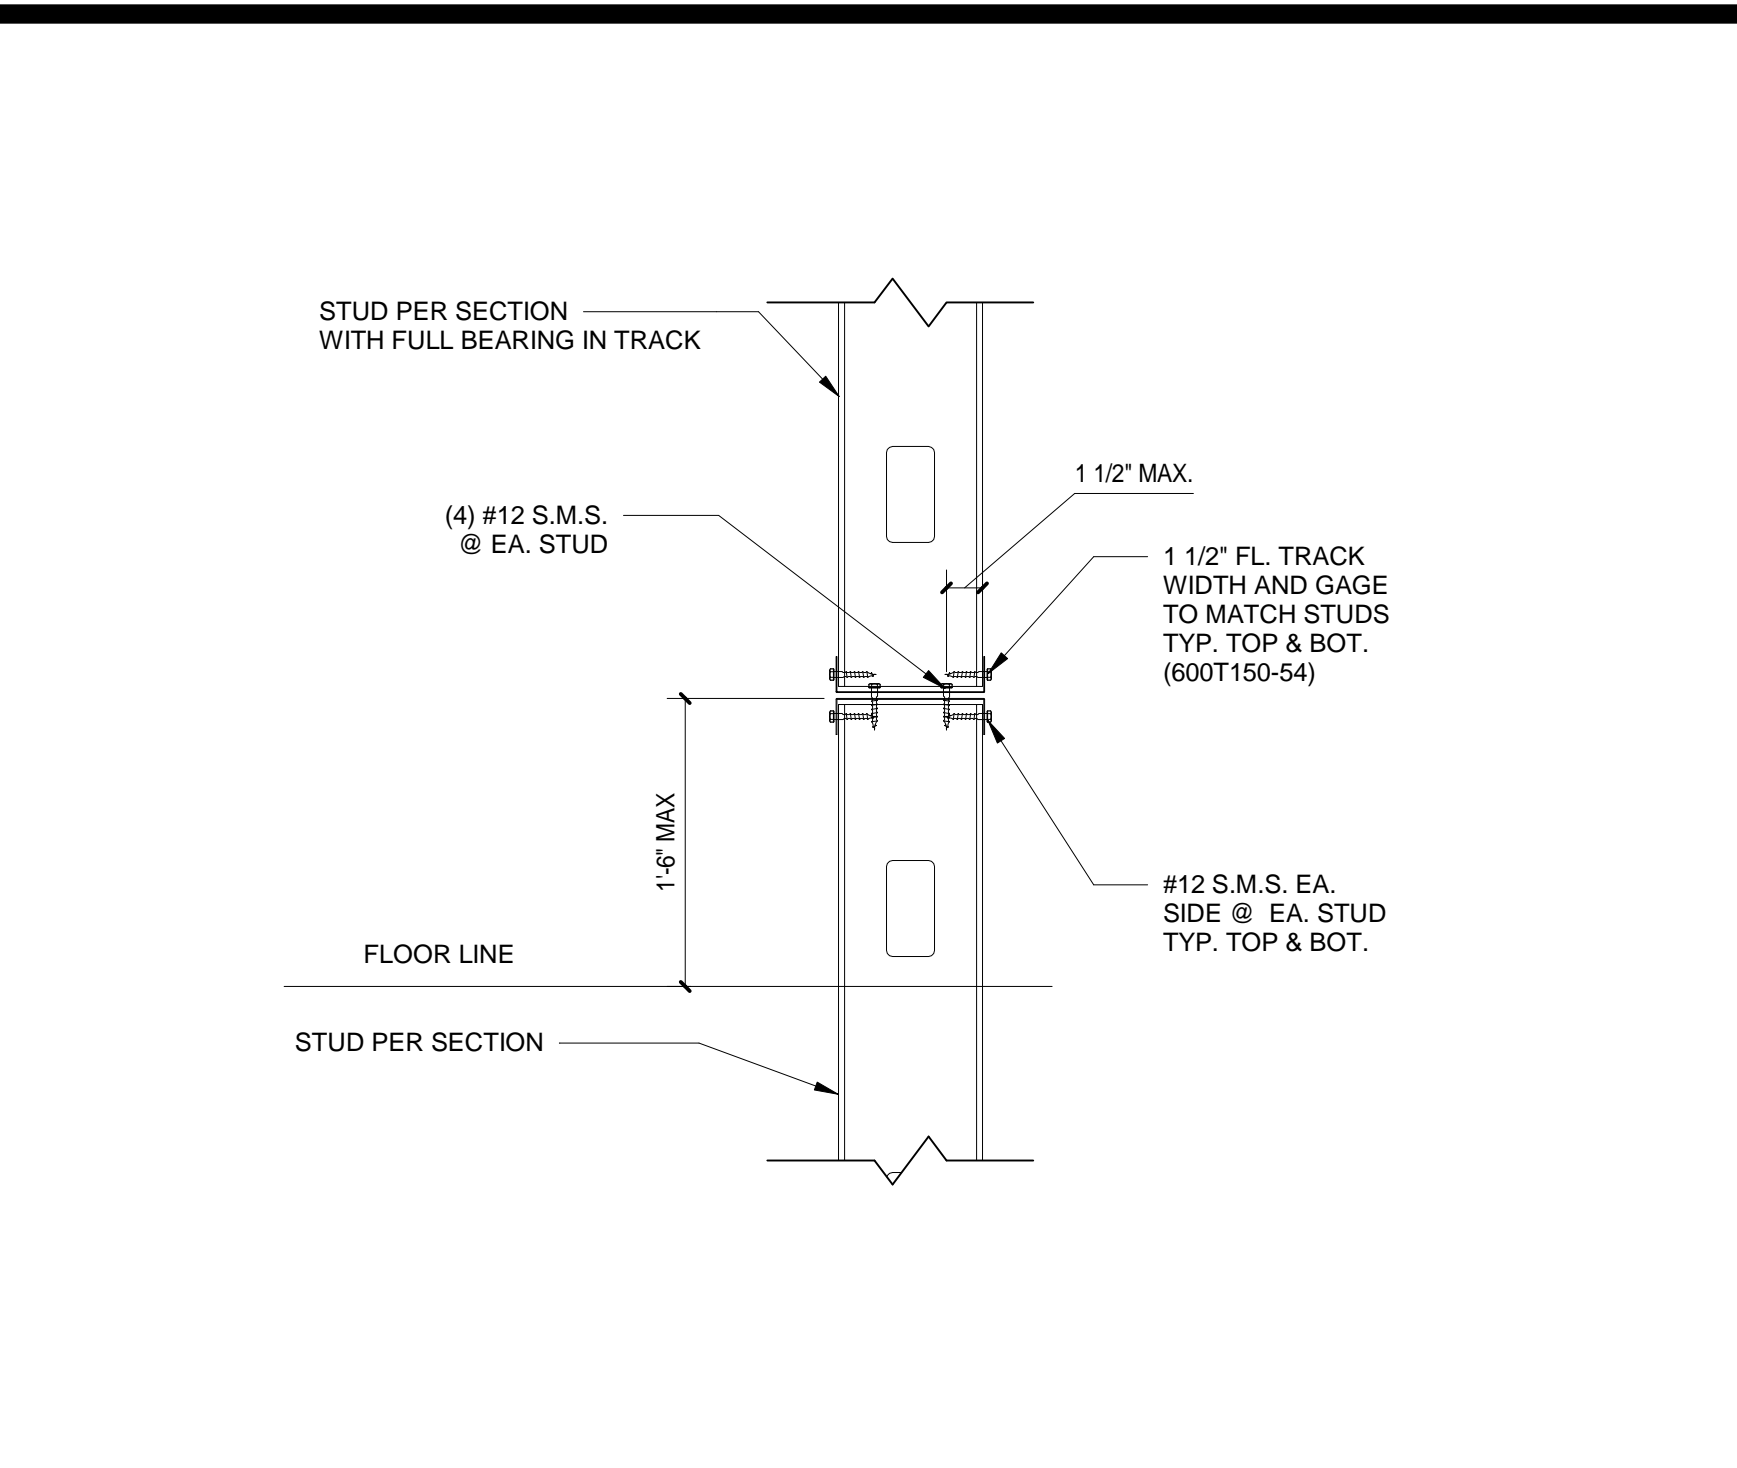 STUD PER SECTION
WITH FULL BEARING IN TRACK
1 1/2" MAX.
(4) #12 S.M.S.
@ EA. STUD
1 1/2" FL. TRACK
WIDTH AND GAGE
TO MATCH STUDS
TYP. TOP & BOT.
(600T150-54)
1'-6" MAX
#12 S.M.S. EA.
SIDE @ EA. STUD
TYP. TOP & BOT.
FLOOR LINE
STUD PER SECTION